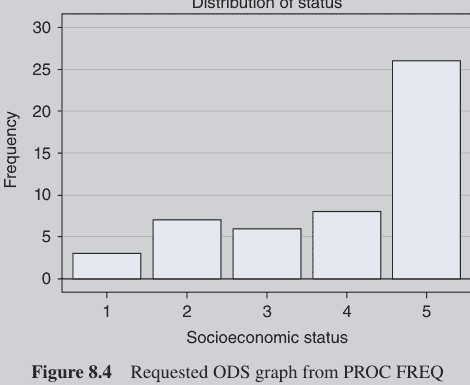 Distribution of status
30
25
20
15
10
5
0
Frequency
1 2 3 4 5
Socioeconomic status
Figure 8.4 Requested ODS graph from PROC FREQ